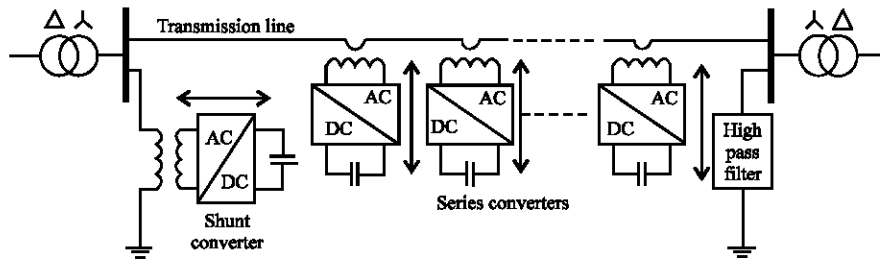 Δ
Transmission line
Δ
AC
DC
AC
DC
AC
DC
AC
DC
High
pass
filter
Shunt
converter
Series converters